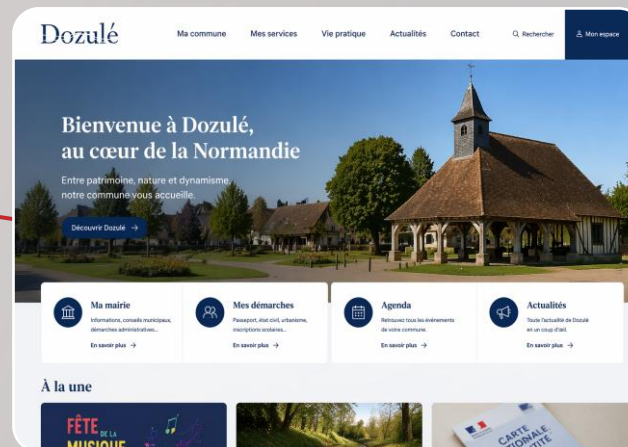 Dozulé
Ma commune Mes services Vie pratique Actualités Contact Rechercher Mon espace
Bienvenue à Dozulé,
au cœur de la Normandie
Entre patrimoine, nature et dynamisme,
notre commune vous accueille.
Découvrir Dozulé →
Ma mairie
Informations, conseils municipaux,
démarches administratives...
En savoir plus →
Mes démarches
Passeport, état civil, urbanisme,
inscriptions scolaires...
En savoir plus →
Agenda
Retrouvez tous les événements
de votre commune.
En savoir plus →
Actualités
Toute l'actualité de Dozulé
en un coup d'œil.
En savoir plus →
À la une
FÊTE DE LA
MUSIQUE
CARTE